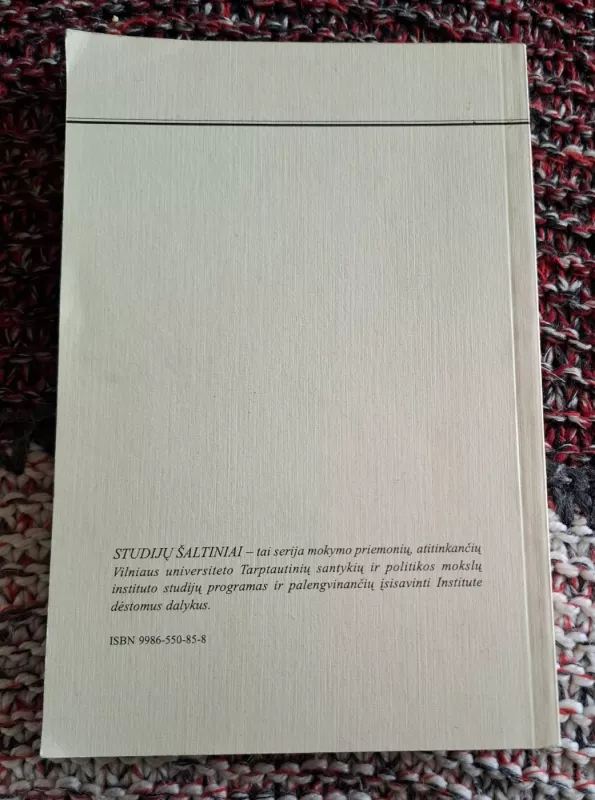 STUDIJŲ ŠALTINIAI – tai serija mokymo priemonių, atitinkančių
Vilniaus universiteto Tarptautinių santykių ir politikos mokslų
instituto studijų programas ir palengvinančių įsisavinti Institute
dėstomus dalykus.
ISBN 9986-550-85-8